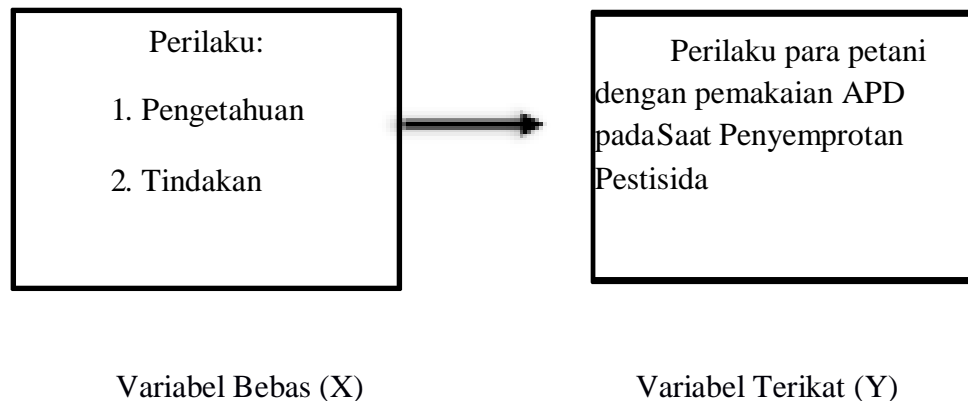 Perilaku:
1. Pengetahuan
2. Tindakan
Perilaku para petani
dengan pemakaian APD
padaSaat Penyemprotan
Pestisida
Variabel Bebas (X)
Variabel Terikat (Y)